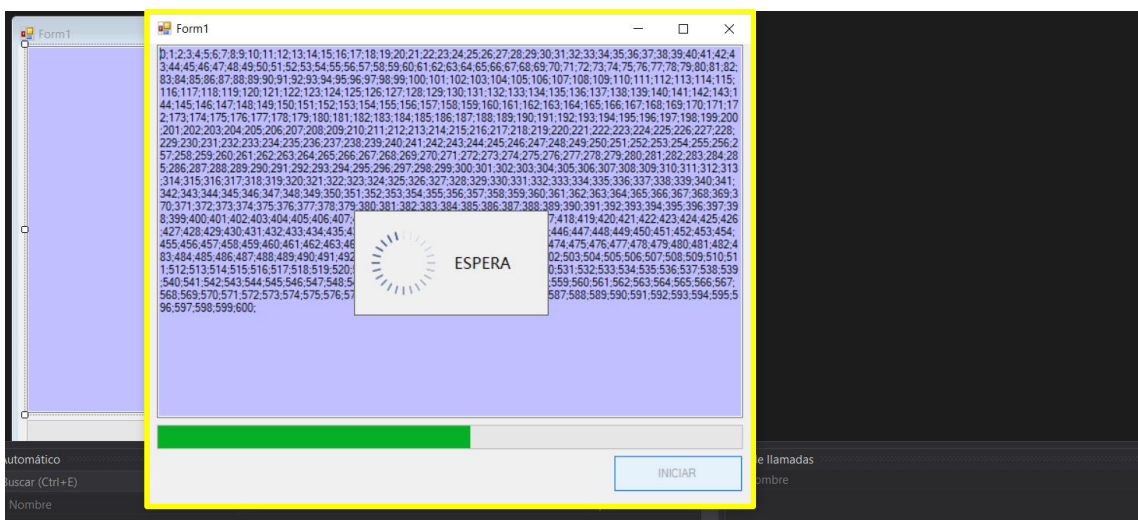 Form1
Form1
0;1;2;3;4;5;6;7;8;9;10;11;12;13;14;15;16;17;18;19;20;21;22;23;24;25;26;27;28;29;30;31;32;33;34;35;36;37;38;39;40;41;42;4
3;44;45;46;47;48;49;50;51;52;53;54;55;56;57;58;59;60;61;62;63;64;65;66;67;68;69;70;71;72;73;74;75;76;77;78;79;80;81;82;
83;84;85;86;87;88;89;90;91;92;93;94;95;96;97;98;99;100;101;102;103;104;105;106;107;108;109;110;111;112;113;114;115;
116;117;118;119;120;121;122;123;124;125;126;127;128;129;130;131;132;133;134;135;136;137;138;139;140;141;142;143;1
44;145;146;147;148;149;150;151;152;153;154;155;156;157;158;159;160;161;162;163;164;165;166;167;168;169;170;171;17
2;173;174;175;176;177;178;179;180;181;182;183;184;185;186;187;188;189;190;191;192;193;194;195;196;197;198;199;200
;201;202;203;204;205;206;207;208;209;210;211;212;213;214;215;216;217;218;219;220;221;222;223;224;225;226;227;228;
229;230;231;232;233;234;235;236;237;238;239;240;241;242;243;244;245;246;247;248;249;250;251;252;253;254;255;256;2
57;258;259;260;261;262;263;264;265;266;267;268;269;270;271;272;273;274;275;276;277;278;279;280;281;282;283;284;28
5;286;287;288;289;290;291;292;293;294;295;296;297;298;299;300;301;302;303;304;305;306;307;308;309;310;311;312;313
;314;315;316;317;318;319;320;321;322;323;324;325;326;327;328;329;330;331;332;333;334;335;336;337;338;339;340;341;
342;343;344;345;346;347;348;349;350;351;352;353;354;355;356;357;358;359;360;361;362;363;364;365;366;367;368;369;3
70;371;372;373;374;375;376;377;378;379;380;381;382;383;384;385;386;387;388;389;390;391;392;393;394;395;396;397;39
8;399;400;401;402;403;404;405;406;407; 7;418;419;420;421;422;423;424;425;426
;427;428;429;430;431;432;433;434;435;4 ;446;447;448;449;450;451;452;453;454;
455;456;457;458;459;460;461;462;463;46 474;475;476;477;478;479;480;481;482;4
83;484;485;486;487;488;489;490;491;492 02;503;504;505;506;507;508;509;510;51
1;512;513;514;515;516;517;518;519;520; 0;531;532;533;534;535;536;537;538;539
;540;541;542;543;544;545;546;547;548;5 ;559;560;561;562;563;564;565;566;567;
568;569;570;571;572;573;574;575;576;57 587;588;589;590;591;592;593;594;595;5
96;597;598;599;600;
ESPERA
INICIAR
utomático
Buscar (Ctrl+E)
Nombre
e llamadas
ombre